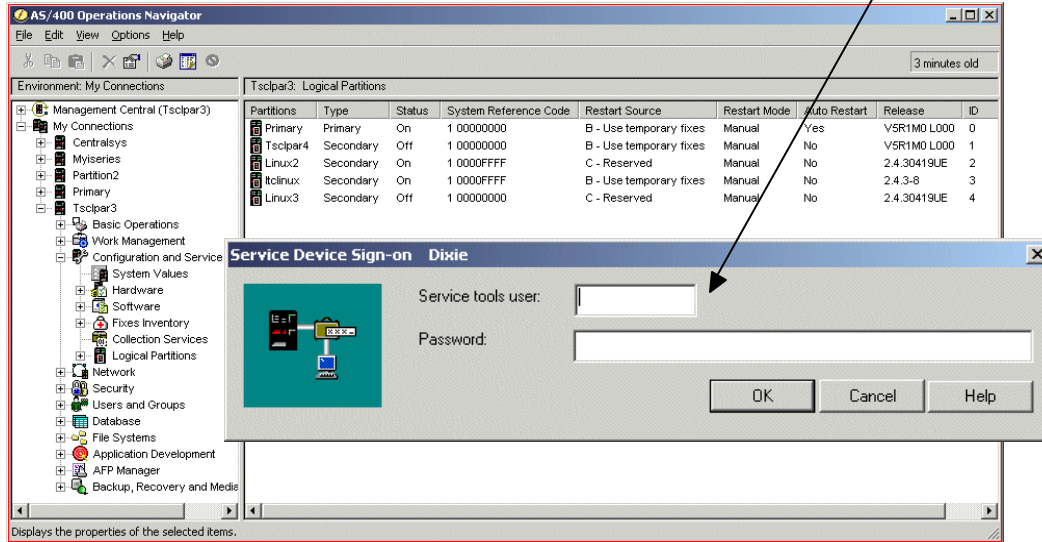 AS/400 Operations Navigator
File Edit View Options Help
3 minutes old
Environment: My Connections
Tsclpar3: Logical Partitions
Management Central (Tsclpar3)
My Connections
Centralsys
Myiseries
Partition2
Primary
Tsclpar3
Basic Operations
Work Management
Configuration and Service
System Values
Hardware
Software
Fixes Inventory
Collection Services
Logical Partitions
Network
Security
Users and Groups
Database
File Systems
Application Development
AFP Manager
Backup, Recovery and Media
Partitions Type Status System Reference Code Restart Source Restart Mode Auto Restart Release ID
Primary Primary On 1 00000000 B - Use temporary fixes Manual Yes V5R1M0 L000 0
Tsclpar4 Secondary Off 1 00000000 B - Use temporary fixes Manual No V5R1M0 L000 1
Linux2 Secondary On 1 0000FFFF C - Reserved Manual No 2.4.30419UE 2
Itclinux Secondary On 1 0000FFFF B - Use temporary fixes Manual No 2.4.3-8 3
Linux3 Secondary Off 1 00000000 C - Reserved Manual No 2.4.30419UE 4
Service Device Sign-on Dixie
Service tools user:
Password:
OK Cancel Help
Displays the properties of the selected items.